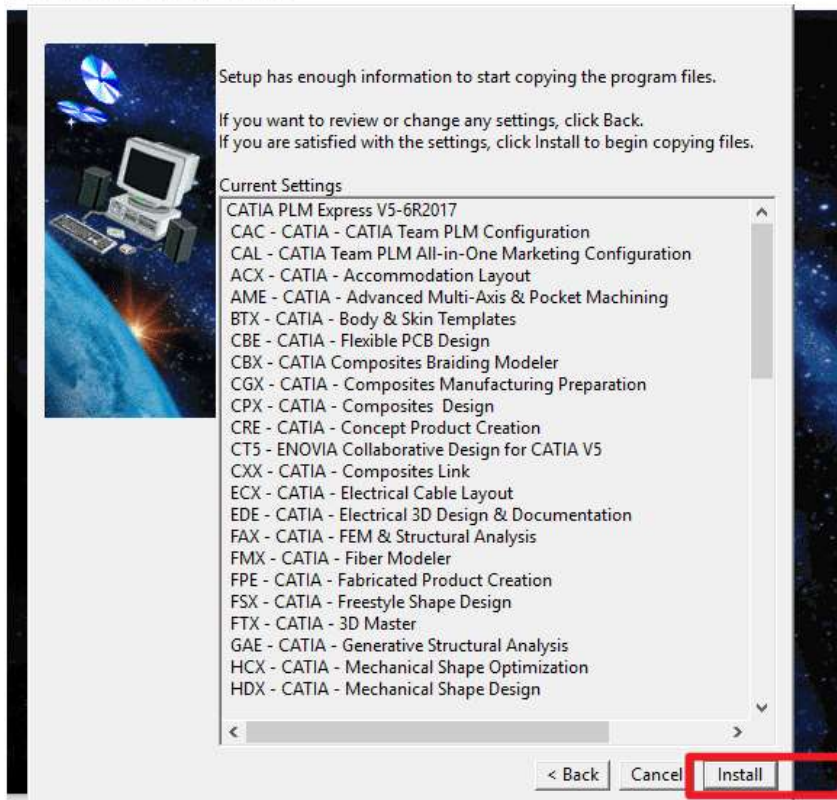 Setup has enough information to start copying the program files.
If you want to review or change any settings, click Back.
If you are satisfied with the settings, click Install to begin copying files.
Current Settings
CATIA PLM Express V5-6R2017
CAC - CATIA - CATIA Team PLM Configuration
CAL - CATIA Team PLM All-in-One Marketing Configuration
ACX - CATIA - Accommodation Layout
AME - CATIA - Advanced Multi-Axis & Pocket Machining
BTX - CATIA - Body & Skin Templates
CBE - CATIA - Flexible PCB Design
CBX - CATIA Composites Braiding Modeler
CGX - CATIA - Composites Manufacturing Preparation
CPX - CATIA - Composites  Design
CRE - CATIA - Concept Product Creation
CT5 - ENOVIA Collaborative Design for CATIA V5
CXX - CATIA - Composites Link
ECX - CATIA - Electrical Cable Layout
EDE - CATIA - Electrical 3D Design & Documentation
FAX - CATIA - FEM & Structural Analysis
FMX - CATIA - Fiber Modeler
FPE - CATIA - Fabricated Product Creation
FSX - CATIA - Freestyle Shape Design
FTX - CATIA - 3D Master
GAE - CATIA - Generative Structural Analysis
HCX - CATIA - Mechanical Shape Optimization
HDX - CATIA - Mechanical Shape Design
< Back Cancel Install